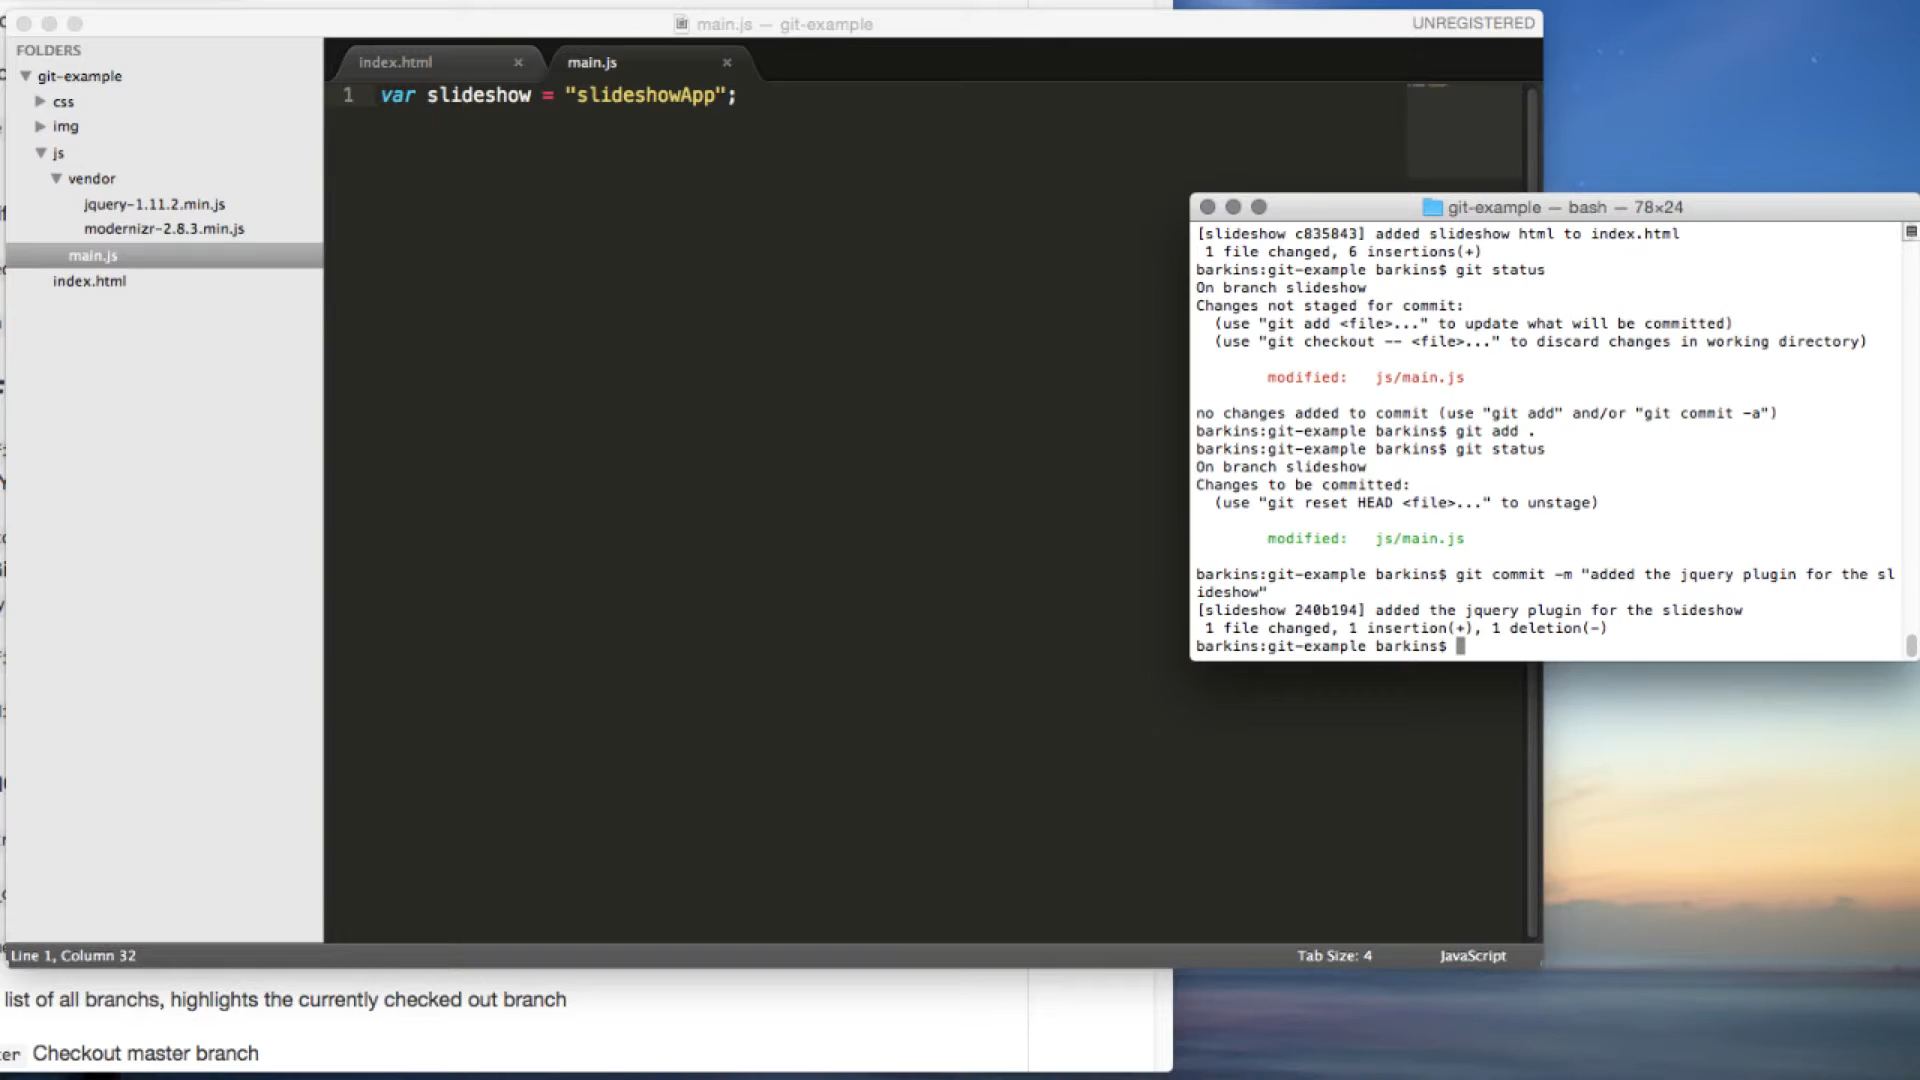 main.js — git-example
UNREGISTERED
FOLDERS
git-example
css
img
js
vendor
jquery-1.11.2.min.js
modernizr-2.8.3.min.js
main.js
index.html
index.html ×
main.js ×
1 var slideshow = "slideshowApp";
Line 1, Column 32
Tab Size: 4
JavaScript
git-example — bash — 78×24
[slideshow c835843] added slideshow html to index.html
1 file changed, 6 insertions(+)
barkins:git-example barkins$ git status
On branch slideshow
Changes not staged for commit:
(use "git add <file>..." to update what will be committed)
(use "git checkout -- <file>..." to discard changes in working directory)
modified: js/main.js
no changes added to commit (use "git add" and/or "git commit -a")
barkins:git-example barkins$ git add .
barkins:git-example barkins$ git status
On branch slideshow
Changes to be committed:
(use "git reset HEAD <file>..." to unstage)
modified: js/main.js
barkins:git-example barkins$ git commit -m "added the jquery plugin for the sl
ideshow"
[slideshow 240b194] added the jquery plugin for the slideshow
1 file changed, 1 insertion(+), 1 deletion(-)
barkins:git-example barkins$
list of all branchs, highlights the currently checked out branch
er Checkout master branch